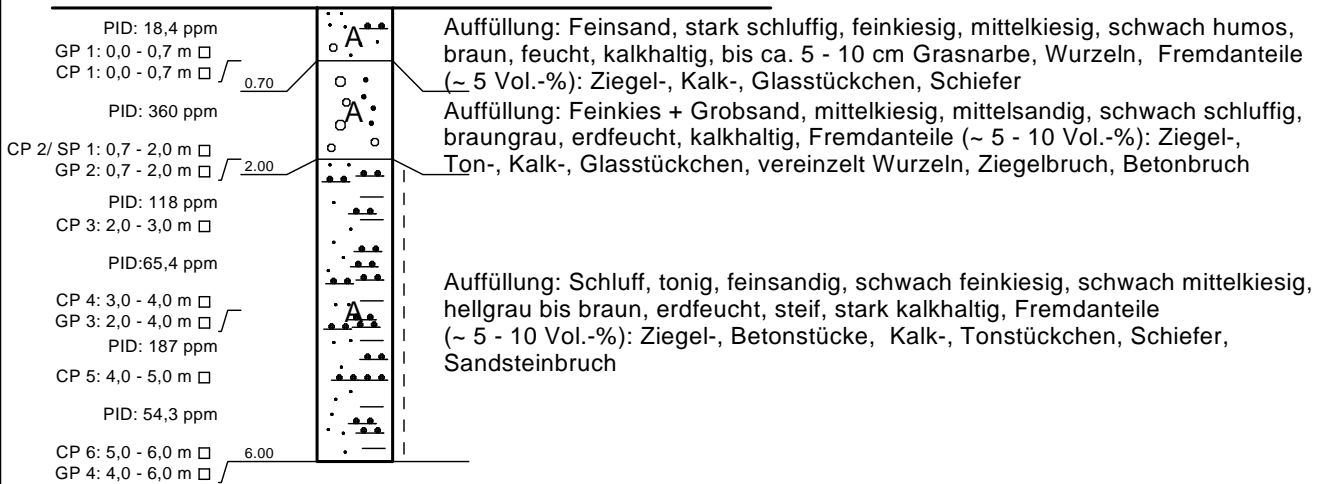 PID: 18,4 ppm
GP 1: 0,0 - 0,7 m
CP 1: 0,0 - 0,7 m
0.70
A
Auffüllung: Feinsand, stark schluffig, feinkiesig, mittelkiesig, schwach humos,
braun, feucht, kalkhaltig, bis ca. 5 - 10 cm Grasnarbe, Wurzeln, Fremdanteile
(~ 5 Vol.-%): Ziegel-, Kalk-, Glasstückchen, Schiefer
PID: 360 ppm
CP 2/ SP 1: 0,7 - 2,0 m
GP 2: 0,7 - 2,0 m
2.00
A
Auffüllung: Feinkies + Grobsand, mittelkiesig, mittelsandig, schwach schluffig,
braungrau, erdfeucht, kalkhaltig, Fremdanteile (~ 5 - 10 Vol.-%): Ziegel-,
Ton-, Kalk-, Glasstückchen, vereinzelt Wurzeln, Ziegelbruch, Betonbruch
PID: 118 ppm
CP 3: 2,0 - 3,0 m
PID:65,4 ppm
CP 4: 3,0 - 4,0 m
GP 3: 2,0 - 4,0 m
PID: 187 ppm
CP 5: 4,0 - 5,0 m
PID: 54,3 ppm
CP 6: 5,0 - 6,0 m
GP 4: 4,0 - 6,0 m
6.00
A
Auffüllung: Schluff, tonig, feinsandig, schwach feinkiesig, schwach mittelkiesig,
hellgrau bis braun, erdfeucht, steif, stark kalkhaltig, Fremdanteile
(~ 5 - 10 Vol.-%): Ziegel-, Betonstücke, Kalk-, Tonstückchen, Schiefer,
Sandsteinbruch